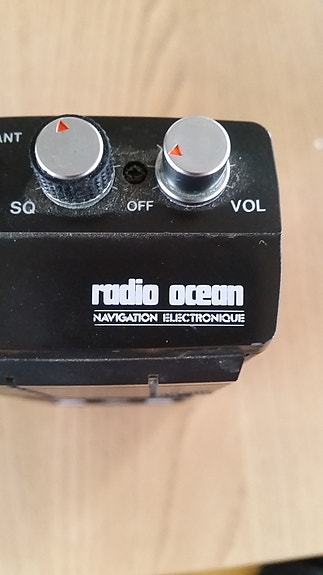 ANT
SQ OFF VOL
radio ocean
NAVIGATION ELECTRONIQUE